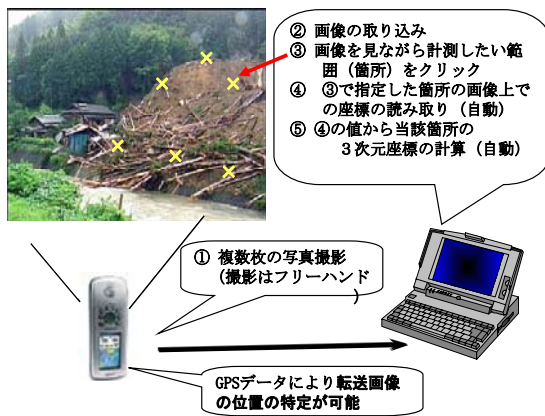 ② 画像の取り込み
③ 画像を見ながら計測したい範
囲（箇所）をクリック
④ ③で指定した箇所の画像上で
の座標の読み取り（自動）
⑤ ④の値から当該箇所の
３次元座標の計算（自動）
① 複数枚の写真撮影
（撮影はフリーハンド
）
GPSデータにより転送画像
の位置の特定が可能